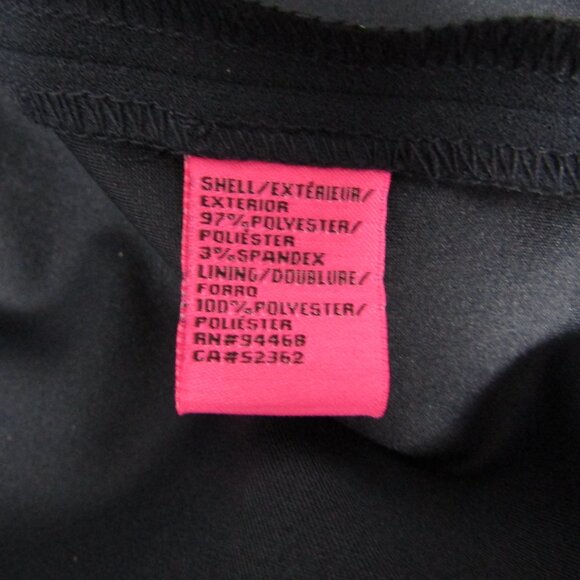 SHELL/EXTÉRIEUR/
EXTERIOR
97%POLYESTER/
POLIÉSTER
3%SPANDEX
LINING/DOUBLURE/
FORRO
100%POLYESTER/
POLIÉSTER
RN#94468
CA#52362